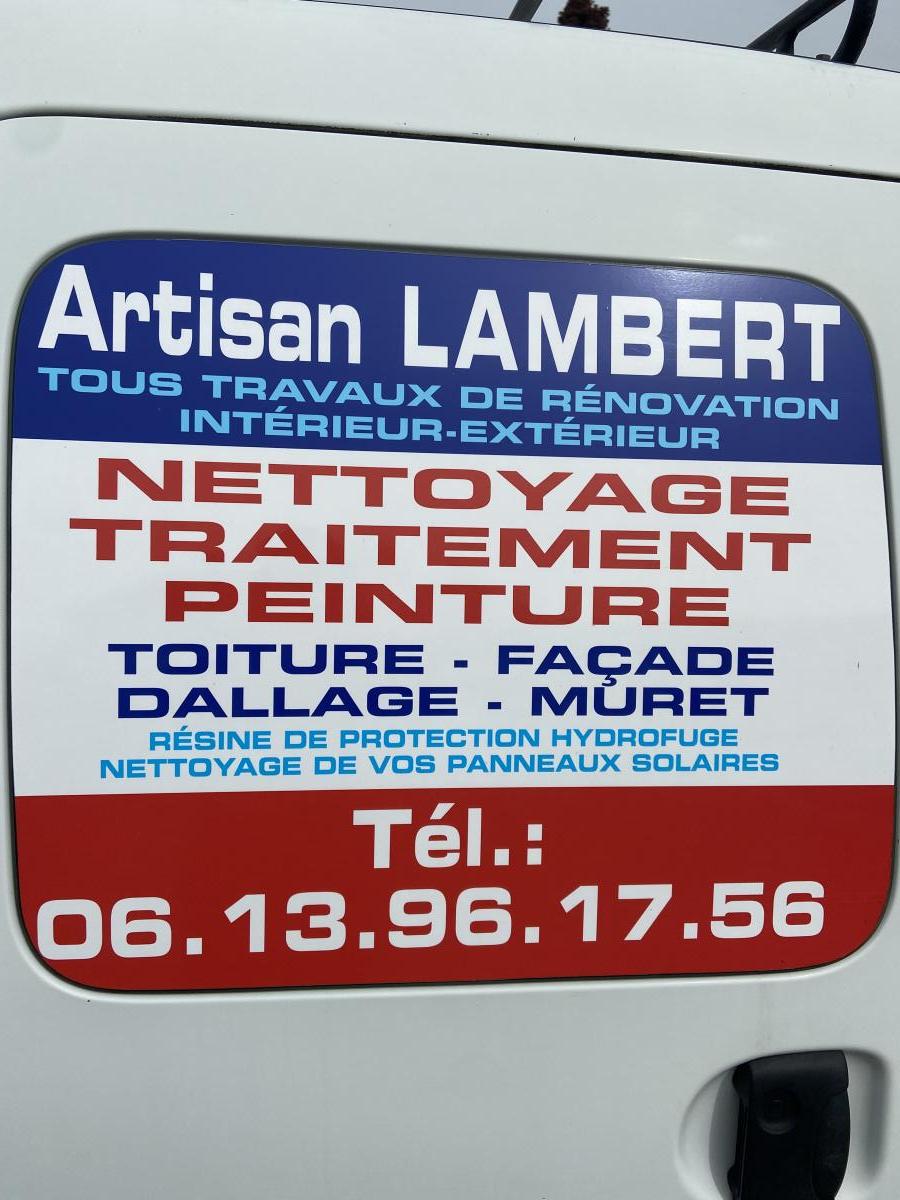 Artisan LAMBERT
TOUS TRAVAUX DE RÉNOVATION
INTÉRIEUR-EXTÉRIEUR
NETTOYAGE
TRAITEMENT
PEINTURE
TOITURE - FAÇADE
DALLAGE - MURET
RÉSINE DE PROTECTION HYDROFUGE
NETTOYAGE DE VOS PANNEAUX SOLAIRES
Tél.:
06.13.96.17.56